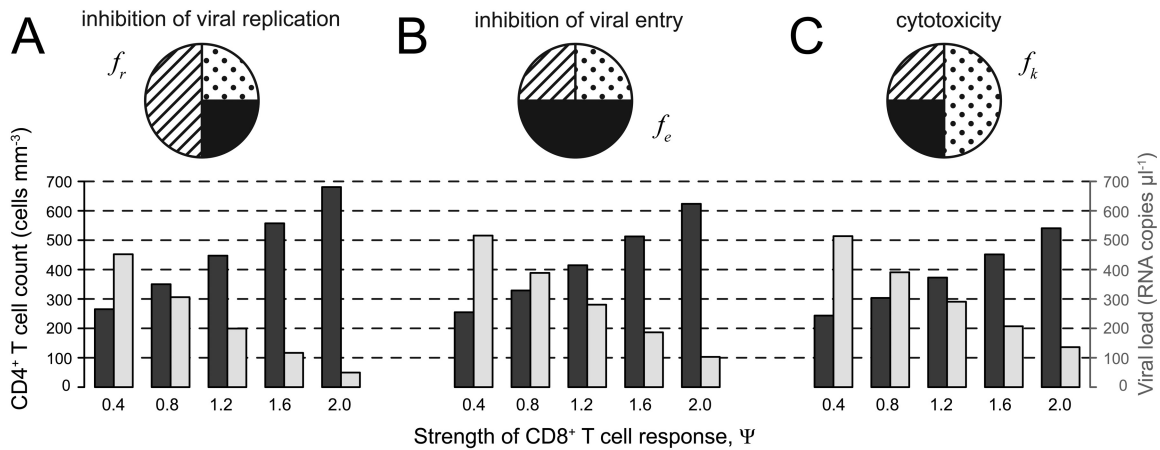 A
inhibition of viral replication
B
inhibition of viral entry
C
cytotoxicity
fr
fe
fk
CD4⁺ T cell count (cells mm⁻³)
700
600
500
400
300
200
100
0
700
600
500
400
300
200
100
0
Viral load (RNA copies µl⁻¹)
0.4 0.8 1.2 1.6 2.0
0.4 0.8 1.2 1.6 2.0
0.4 0.8 1.2 1.6 2.0
Strength of CD8⁺ T cell response, Ψ